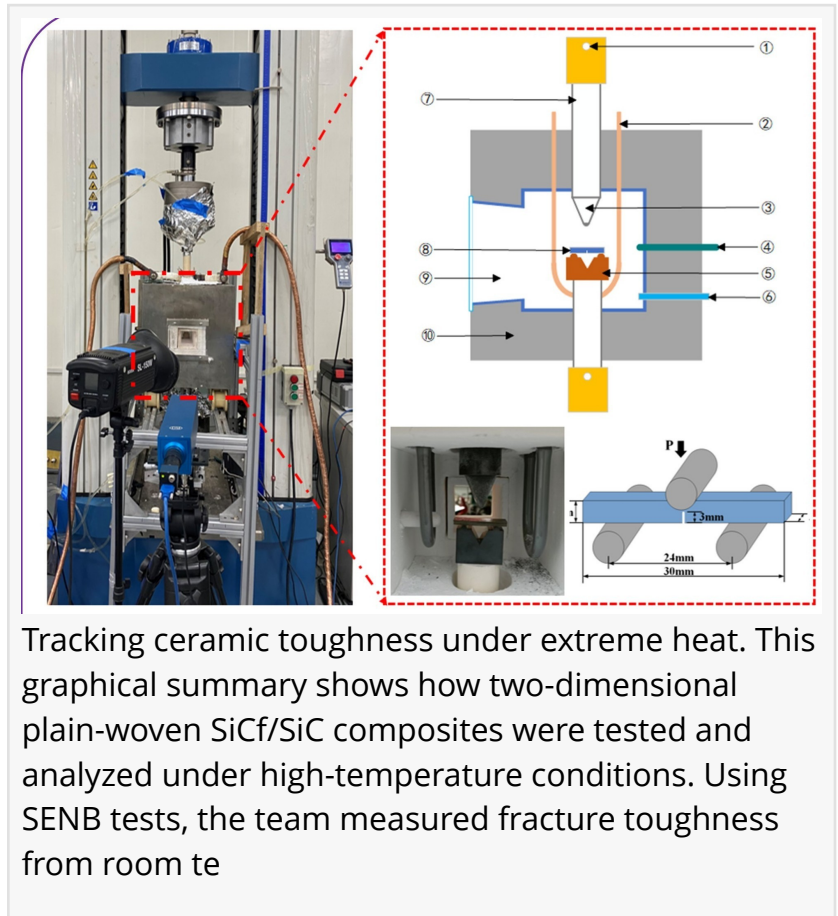 ①
⑦
②
③
④
⑧
⑤
⑨
⑥
⑩
P
3mm
24mm
30mm
Tracking ceramic toughness under extreme heat. This
graphical summary shows how two-dimensional
plain-woven SiCf/SiC composites were tested and
analyzed under high-temperature conditions. Using
SENB tests, the team measured fracture toughness
from room te